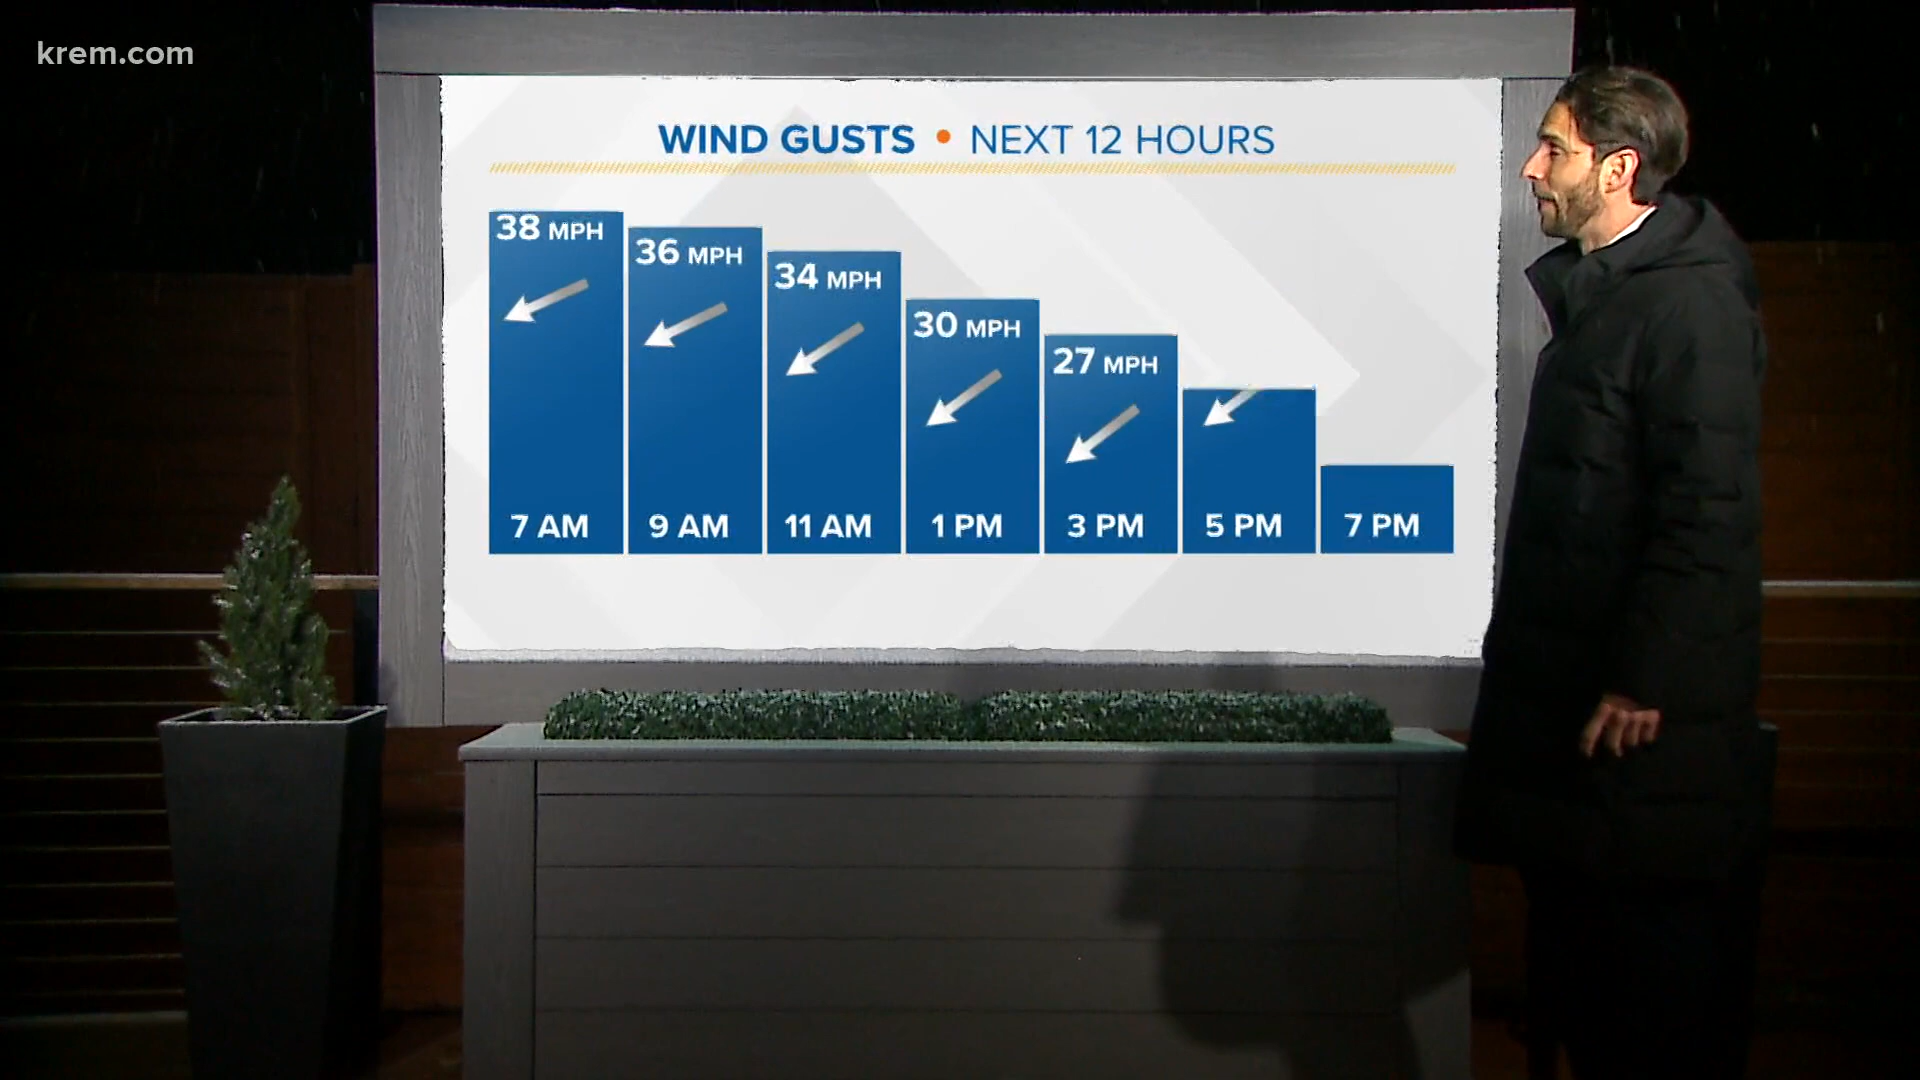 krem.com
WIND GUSTS • NEXT 12 HOURS
38 MPH
36 MPH
34 MPH
30 MPH
27 MPH
7 AM
9 AM
11 AM
1 PM
3 PM
5 PM
7 PM